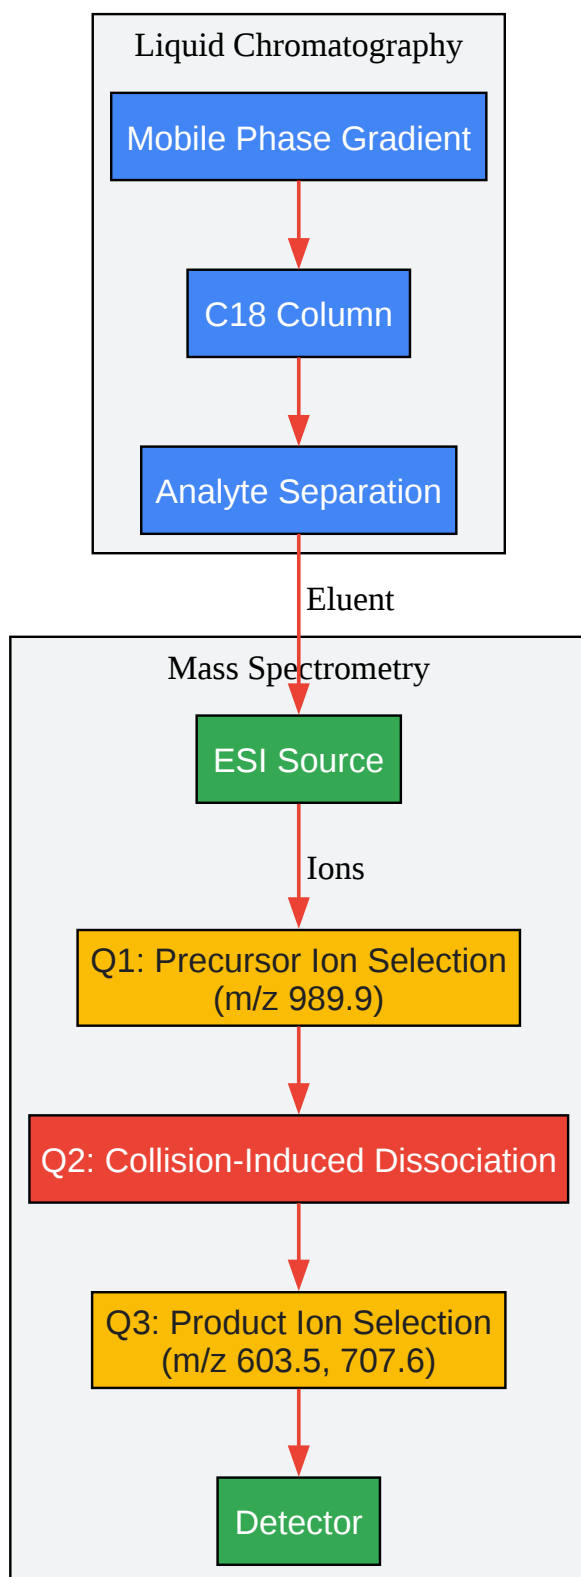 Liquid Chromatography
Mobile Phase Gradient
C18 Column
Analyte Separation
Eluent
Mass Spectrometry
ESI Source
Ions
Q1: Precursor Ion Selection
(m/z 989.9)
Q2: Collision-Induced Dissociation
Q3: Product Ion Selection
(m/z 603.5, 707.6)
Detector